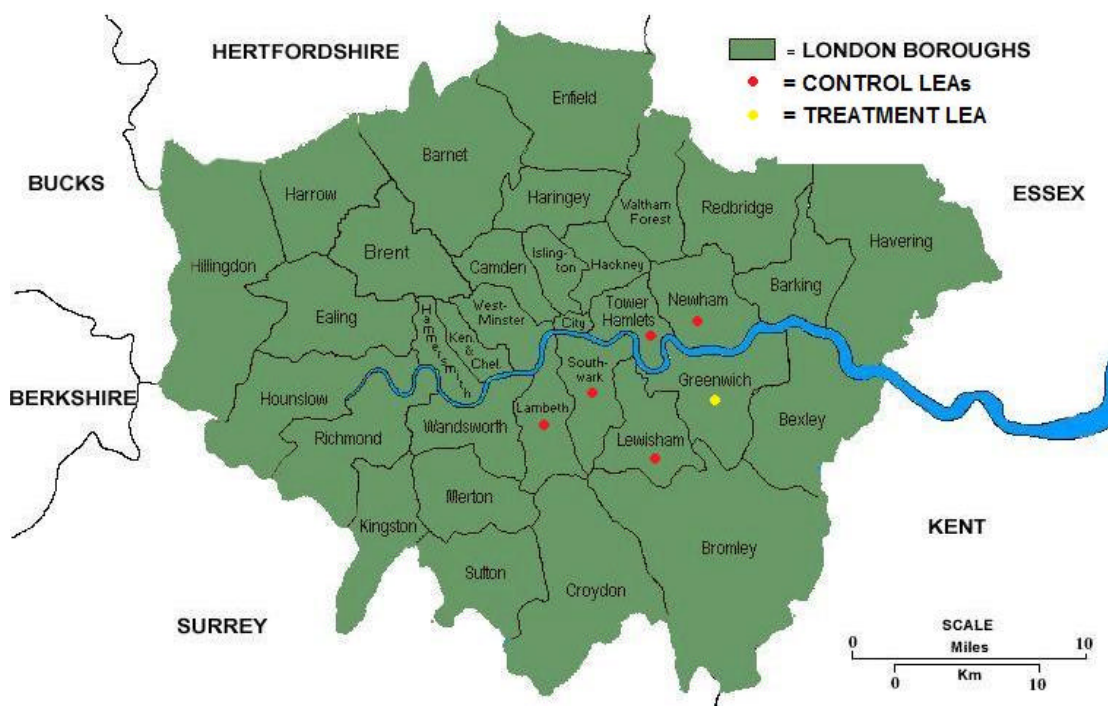 HERTFORDSHIRE
= LONDON BOROUGHS
= CONTROL LEAs
= TREATMENT LEA
Enfield
Barnet
BUCKS
Harrow
Haringey
Waltham
Forest
Redbridge
ESSEX
Havering
Brent
Hillingdon
Camden
Isling-
ton
Hackney
Barking
Newham
West-
Minster
Tower
Hamlets
Ealing
Hammersmith
Ken.
&
Chel.
City
South-
wark
Greenwich
BERKSHIRE
Hounslow
Lambeth
Wandsworth
Richmond
Lewisham
Bexley
Merton
Kingston
KENT
Bromley
Sutton
Croydon
SURREY
SCALE
0 Miles 10
Km
0 10